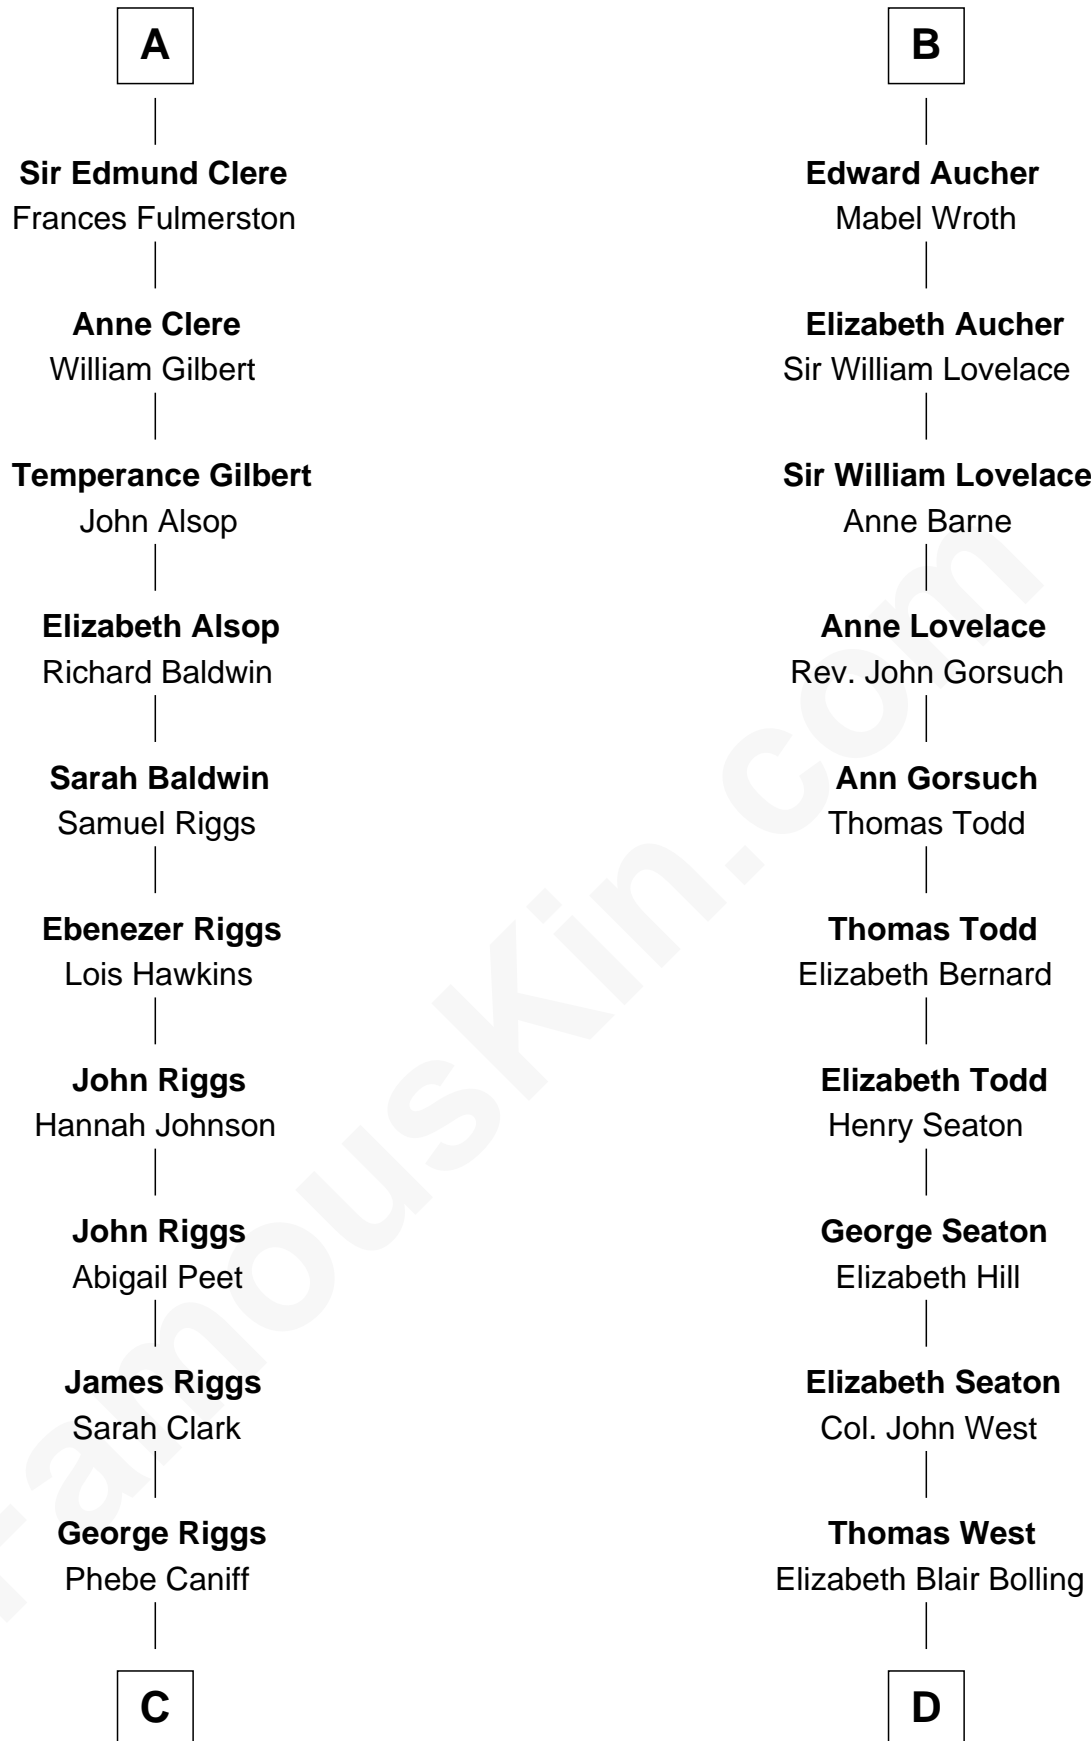 A
Sir Edmund Clere
Frances Fulmerston
Anne Clere
William Gilbert
Temperance Gilbert
John Alsop
Elizabeth Alsop
Richard Baldwin
Sarah Baldwin
Samuel Riggs
Ebenezer Riggs
Lois Hawkins
John Riggs
Hannah Johnson
John Riggs
Abigail Peet
James Riggs
Sarah Clark
George Riggs
Phebe Caniff
C
B
Edward Aucher
Mabel Wroth
Elizabeth Aucher
Sir William Lovelace
Sir William Lovelace
Anne Barne
Anne Lovelace
Rev. John Gorsuch
Ann Gorsuch
Thomas Todd
Thomas Todd
Elizabeth Bernard
Elizabeth Todd
Henry Seaton
George Seaton
Elizabeth Hill
Elizabeth Seaton
Col. John West
Thomas West
Elizabeth Blair Bolling
D
FamousKin.com